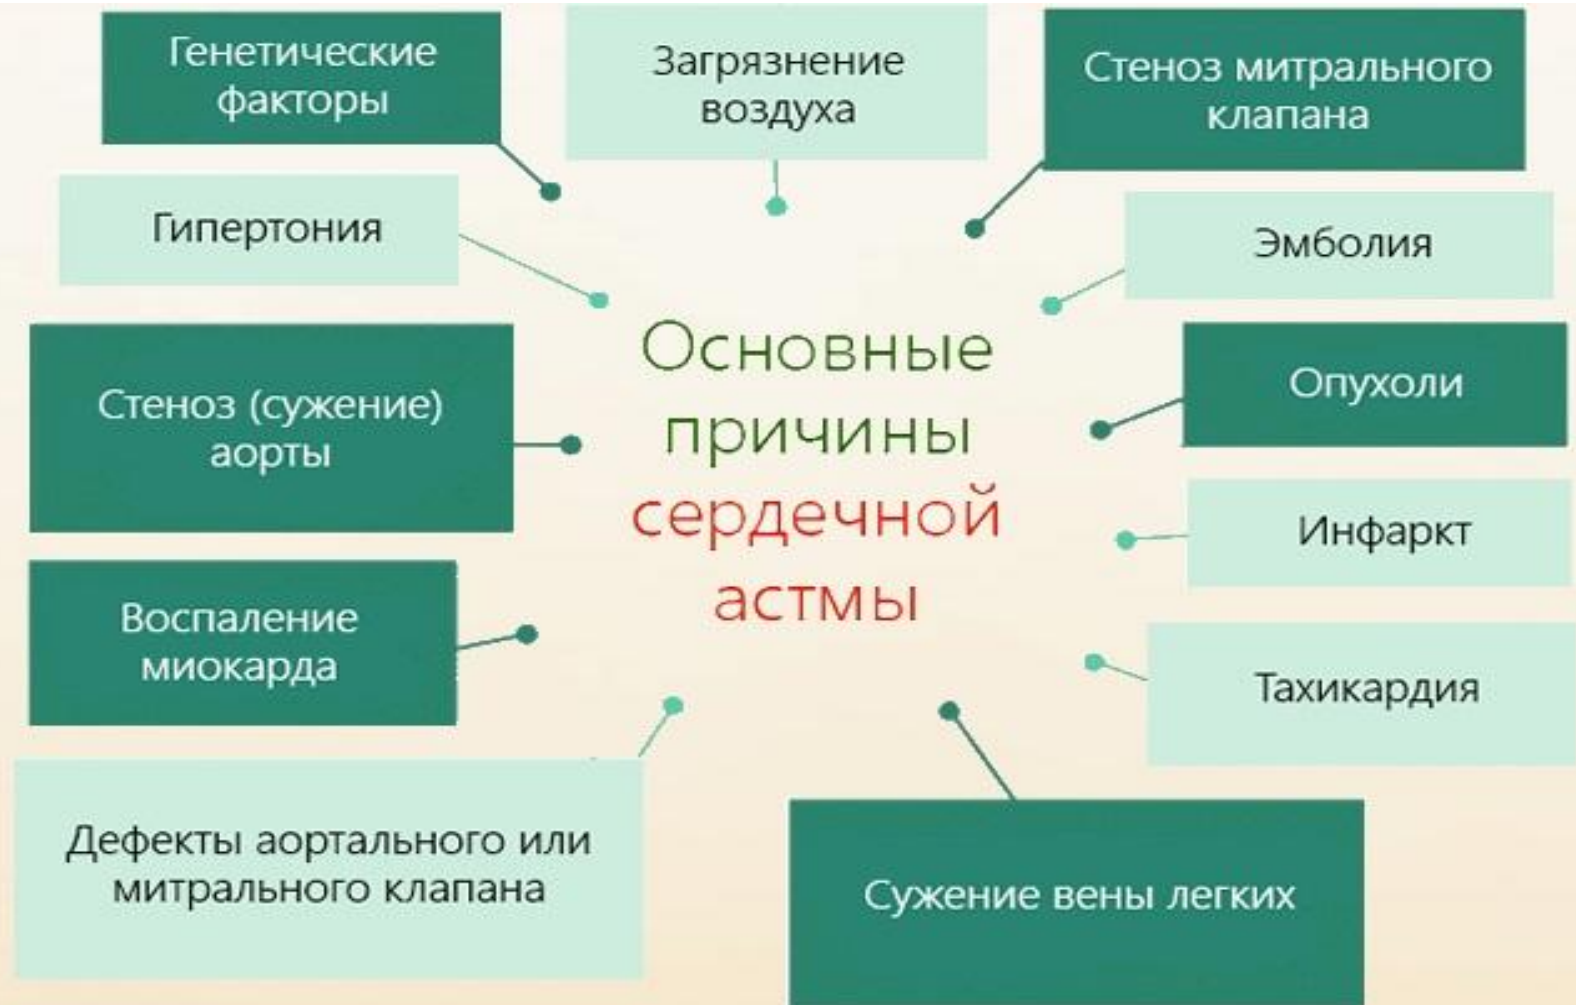 Генетические
факторы
Загрязнение
воздуха
Стеноз митрального
клапана
Гипертония
Эмболия
Основные
причины
сердечной
астмы
Стеноз (сужение)
аорты
Опухоли
Инфаркт
Воспаление
миокарда
Тахикардия
Дефекты аортального или
митрального клапана
Сужение вены легких